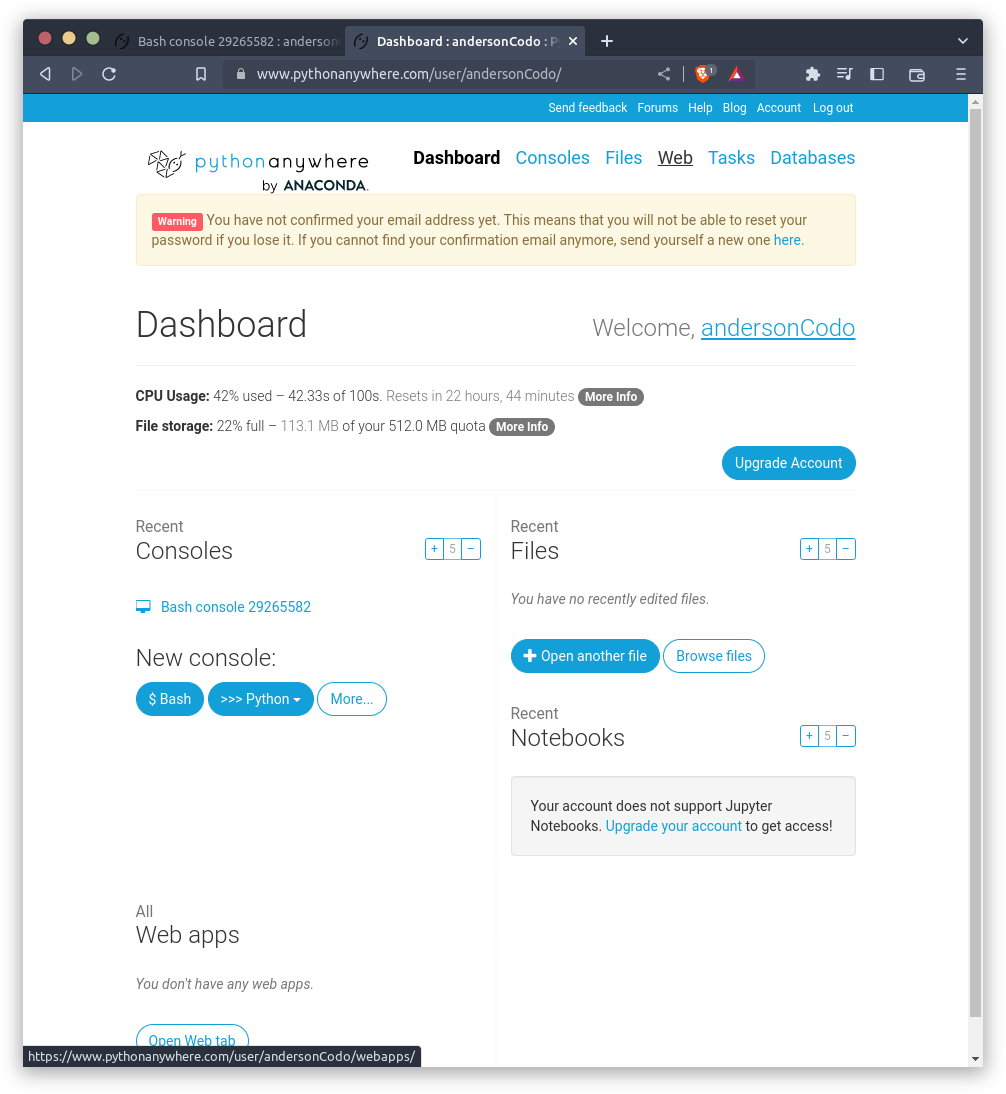 Bash console 29265582 : anderson
Dashboard : andersonCodo : P
www.pythonanywhere.com/user/andersonCodo/
1
Send feedback Forums Help Blog Account Log out
pythonanywhere
by ANACONDA.
Dashboard Consoles Files Web Tasks Databases
Warning You have not confirmed your email address yet. This means that you will not be able to reset your
password if you lose it. If you cannot find your confirmation email anymore, send yourself a new one here.
Dashboard
Welcome, andersonCodo
CPU Usage: 42% used – 42.33s of 100s. Resets in 22 hours, 44 minutes More Info
File storage: 22% full – 113.1 MB of your 512.0 MB quota More Info
Upgrade Account
Recent
Consoles
+ 5 −
Bash console 29265582
New console:
$ Bash >>> Python More...
Recent
Files
+ 5 −
You have no recently edited files.
+ Open another file Browse files
Recent
Notebooks
+ 5 −
Your account does not support Jupyter
Notebooks. Upgrade your account to get access!
All
Web apps
You don't have any web apps.
Open Web tab
https://www.pythonanywhere.com/user/andersonCodo/webapps/